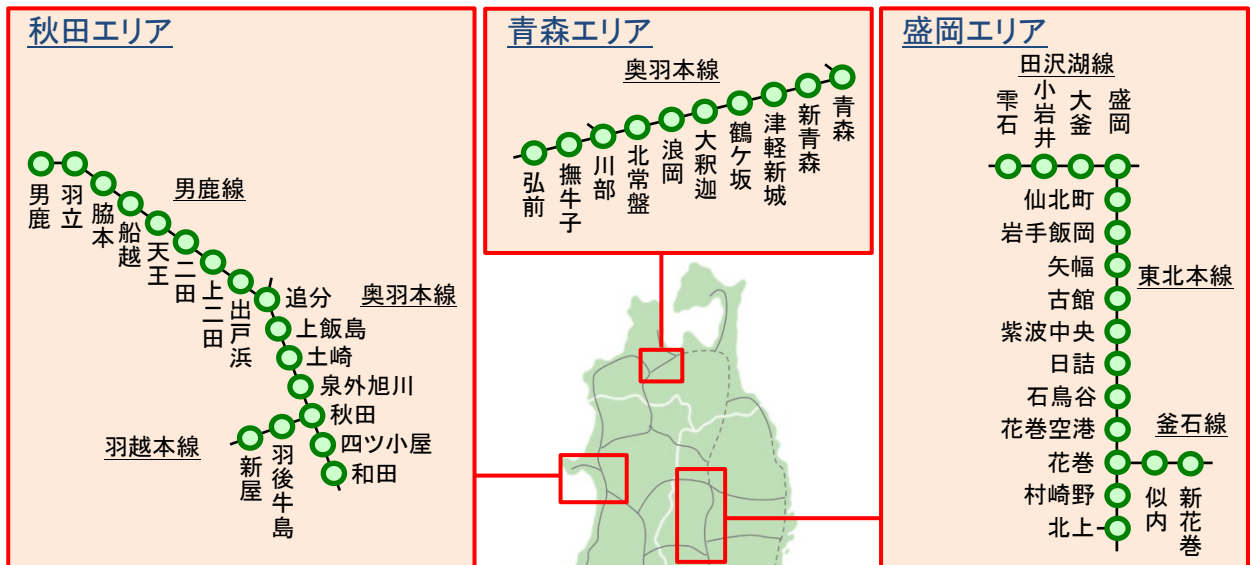 秋田エリア
男鹿
羽立
脇本
船越
天王
二田
上二田
出戸浜
男鹿線
追分
奥羽本線
上飯島
土崎
泉外旭川
秋田
羽越本線
新屋
羽後牛島
四ツ小屋
和田
青森エリア
奥羽本線
弘前
撫牛子
川部
北常盤
浪岡
大釈迦
鶴ケ坂
津軽新城
新青森
青森
盛岡エリア
田沢湖線
雫石
小岩井
大釜
盛岡
仙北町
岩手飯岡
矢幅
東北本線
古館
紫波中央
日詰
石鳥谷
花巻空港
釜石線
花巻
似内
新花巻
村崎野
北上